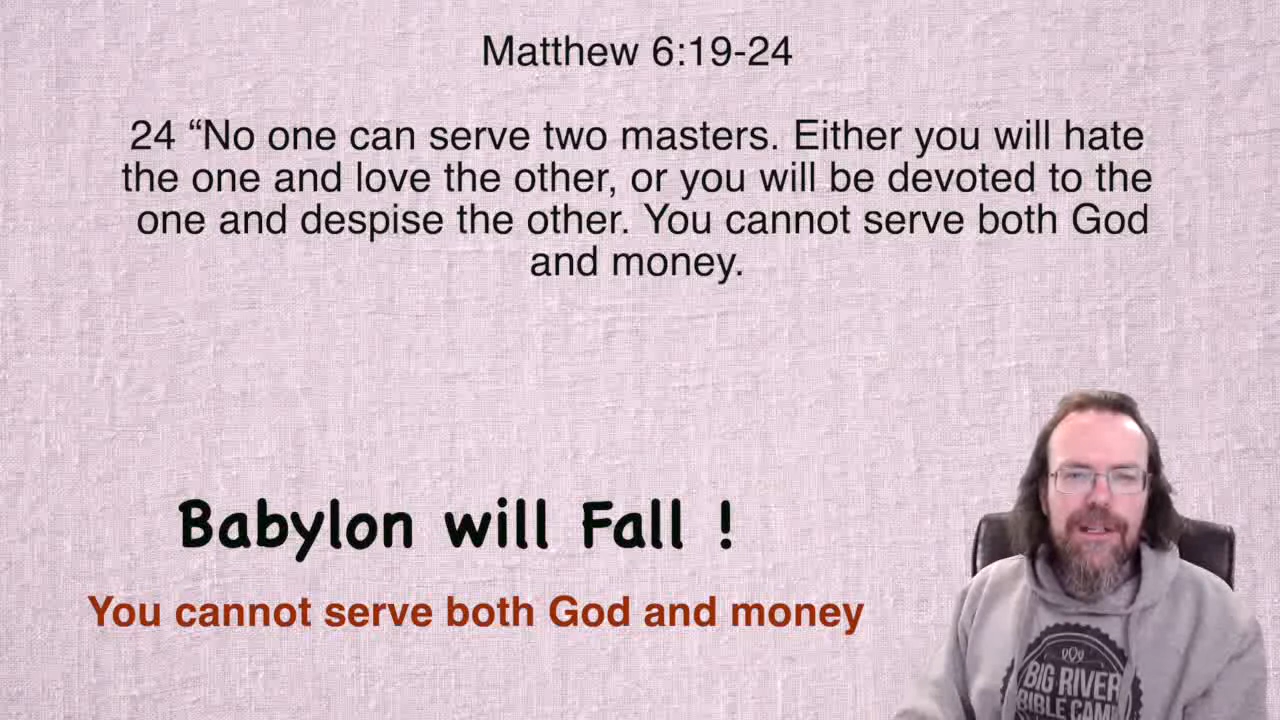 Matthew 6:19-24
24 “No one can serve two masters. Either you will hate
the one and love the other, or you will be devoted to the
one and despise the other. You cannot serve both God
and money.
Babylon will Fall !
You cannot serve both God and money
BIG RIVER
BIBLE CAMP